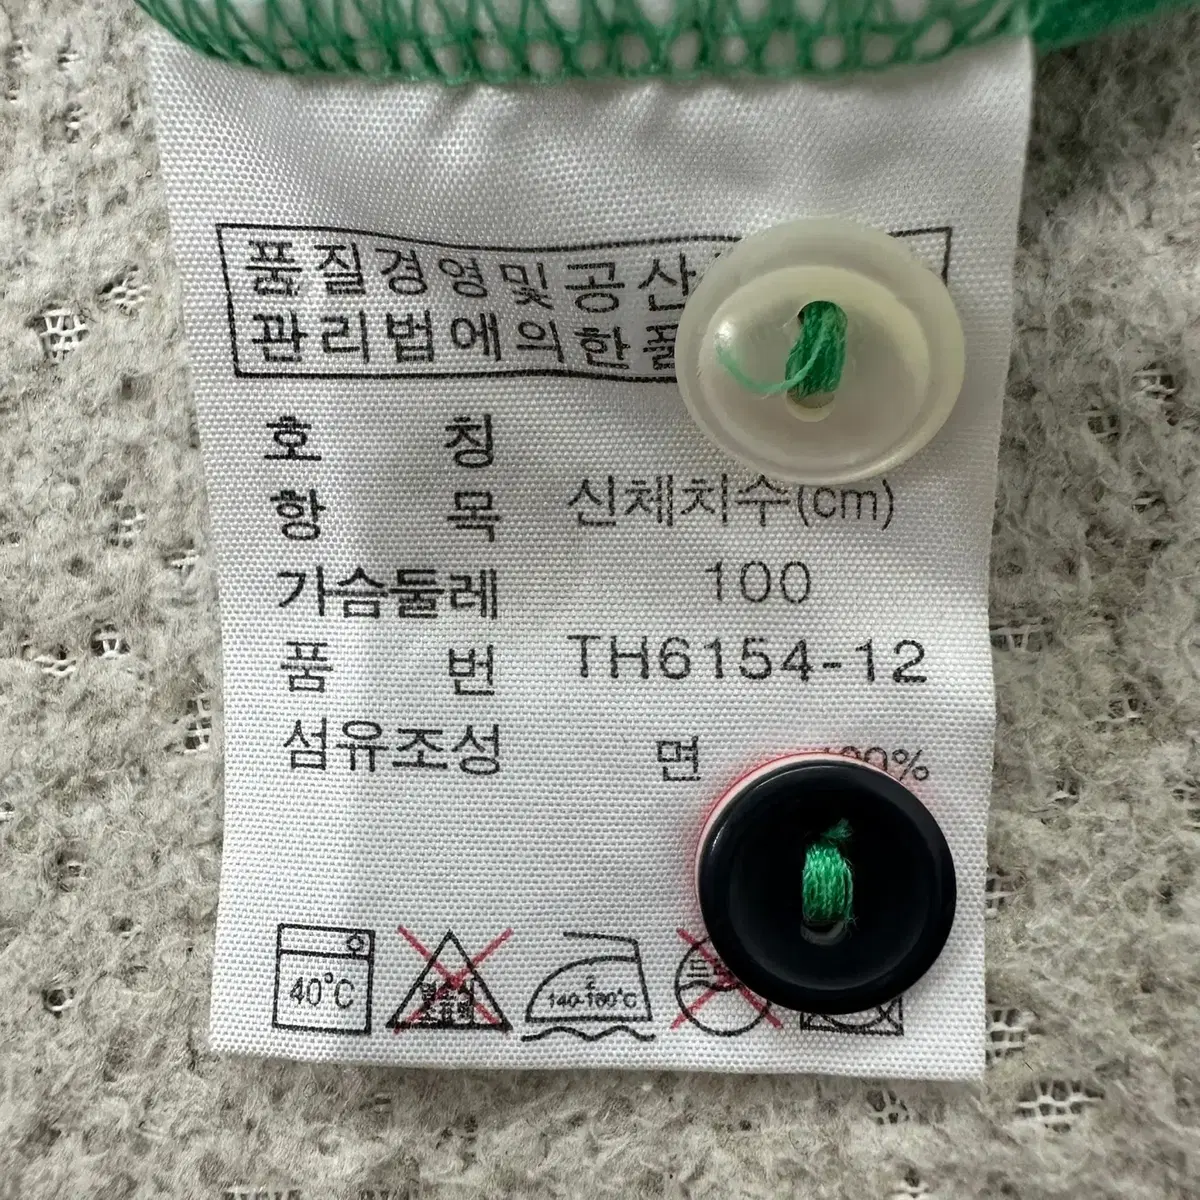 품질경영및공산
관리법에의한
호 칭
항 목 신체치수(cm)
가슴둘레 100
품 번 TH6154-12
섬유조성 면 100%
40°C
140-160°C